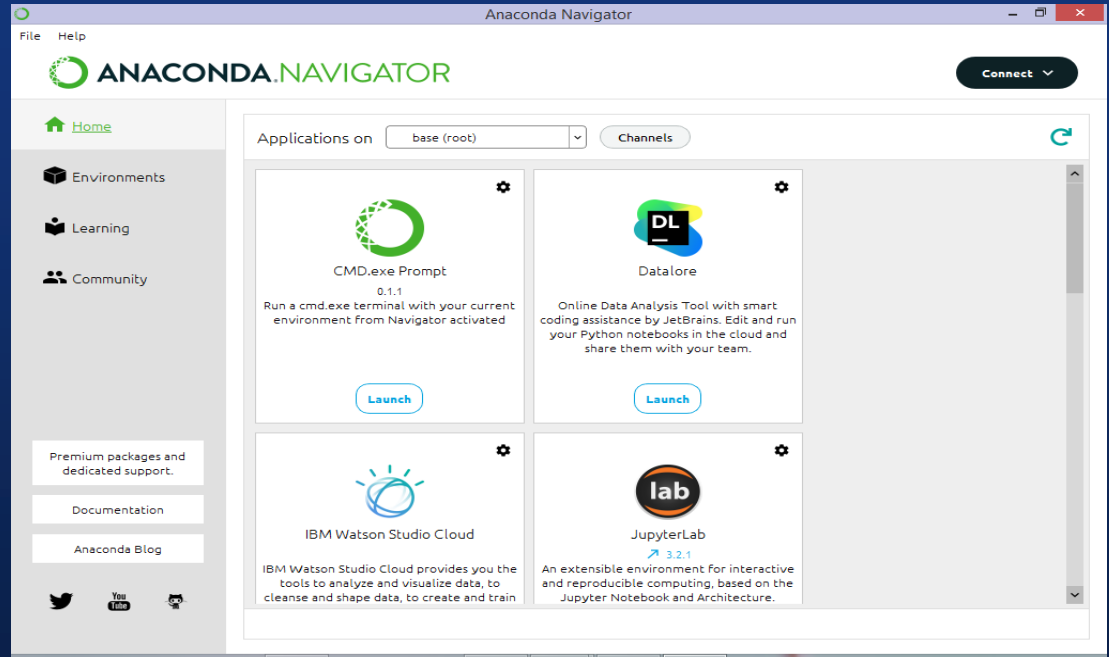 Anaconda Navigator
File Help
ANACONDA.NAVIGATOR
Connect
Home
Environments
Learning
Community
Premium packages and
dedicated support.
Documentation
Anaconda Blog
You
Tube
Applications on base (root) Channels
CMD.exe Prompt
0.1.1
Run a cmd.exe terminal with your current
environment from Navigator activated
Launch
DL
Datalore
Online Data Analysis Tool with smart
coding assistance by JetBrains. Edit and run
your Python notebooks in the cloud and
share them with your team.
Launch
IBM Watson Studio Cloud
IBM Watson Studio Cloud provides you the
tools to analyze and visualize data, to
cleanse and shape data, to create and train
lab
JupyterLab
3.2.1
An extensible environment for interactive
and reproducible computing, based on the
Jupyter Notebook and Architecture.